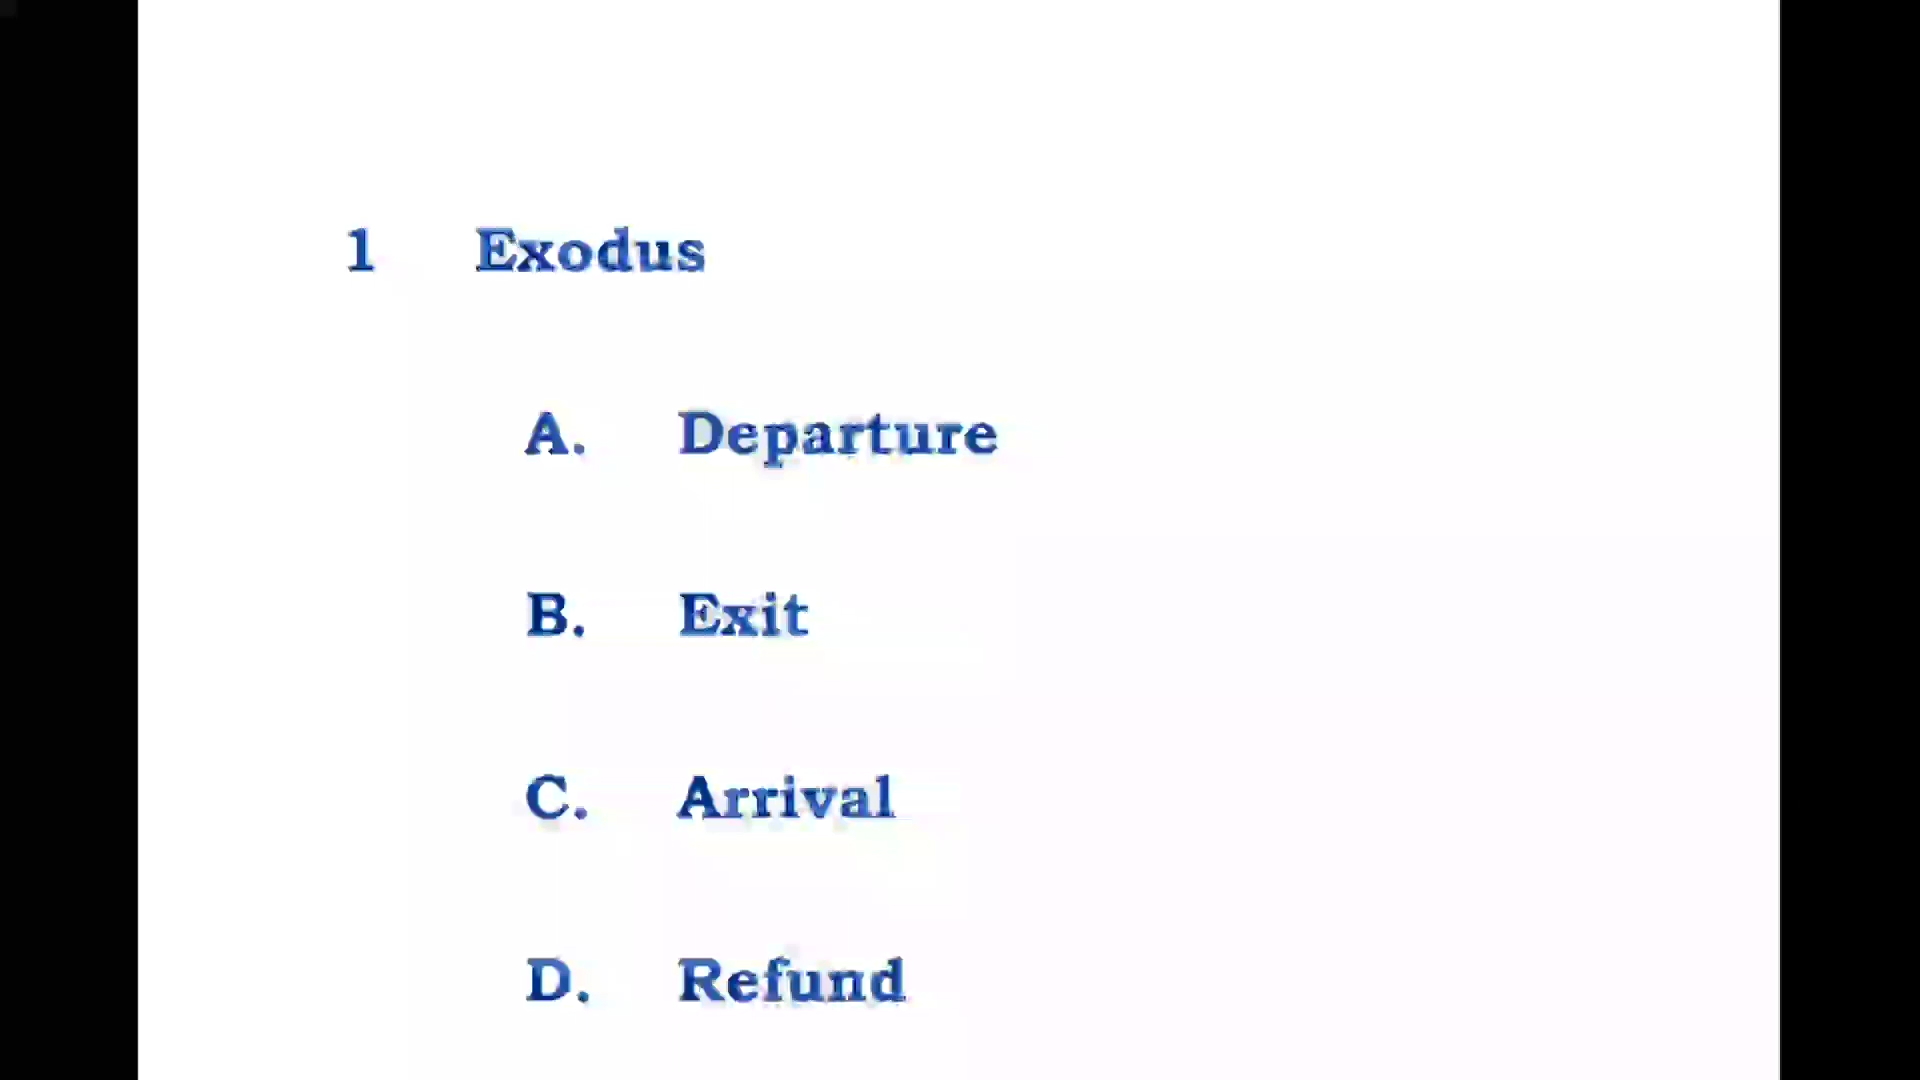 1 Exodus
A. Departure
B. Exit
C. Arrival
D. Refund